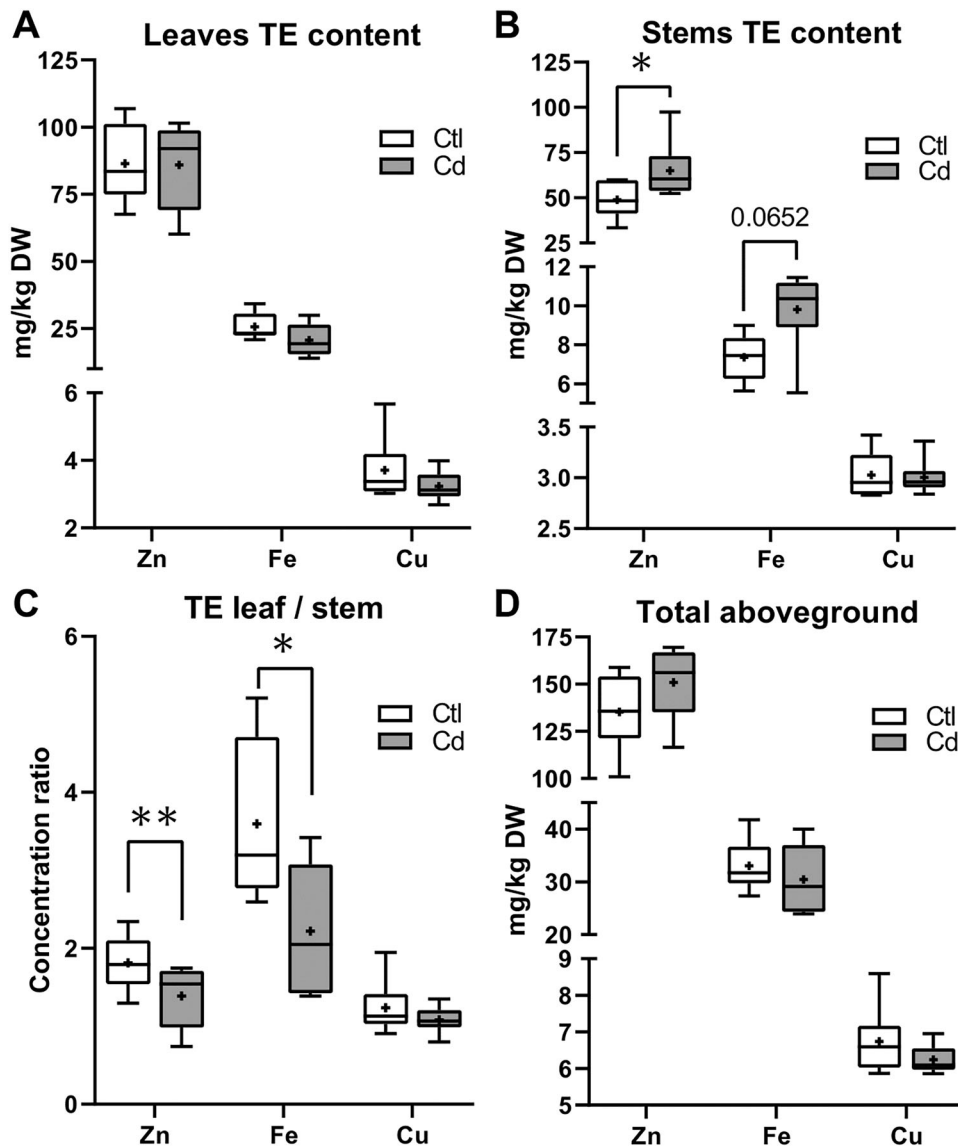 A
Leaves TE content
mg/kg DW
125
100
75
50
25
6
4
2
Zn
Fe
Cu
Ctl
Cd
B
Stems TE content
mg/kg DW
125
100
75
50
25
12
10
8
6
3.5
3.0
2.5
*
0.0652
Zn
Fe
Cu
Ctl
Cd
C
TE leaf / stem
Concentration ratio
6
4
2
0
**
*
Zn
Fe
Cu
Ctl
Cd
D
Total aboveground
mg/kg DW
175
150
125
100
40
30
20
9
8
7
6
5
Zn
Fe
Cu
Ctl
Cd